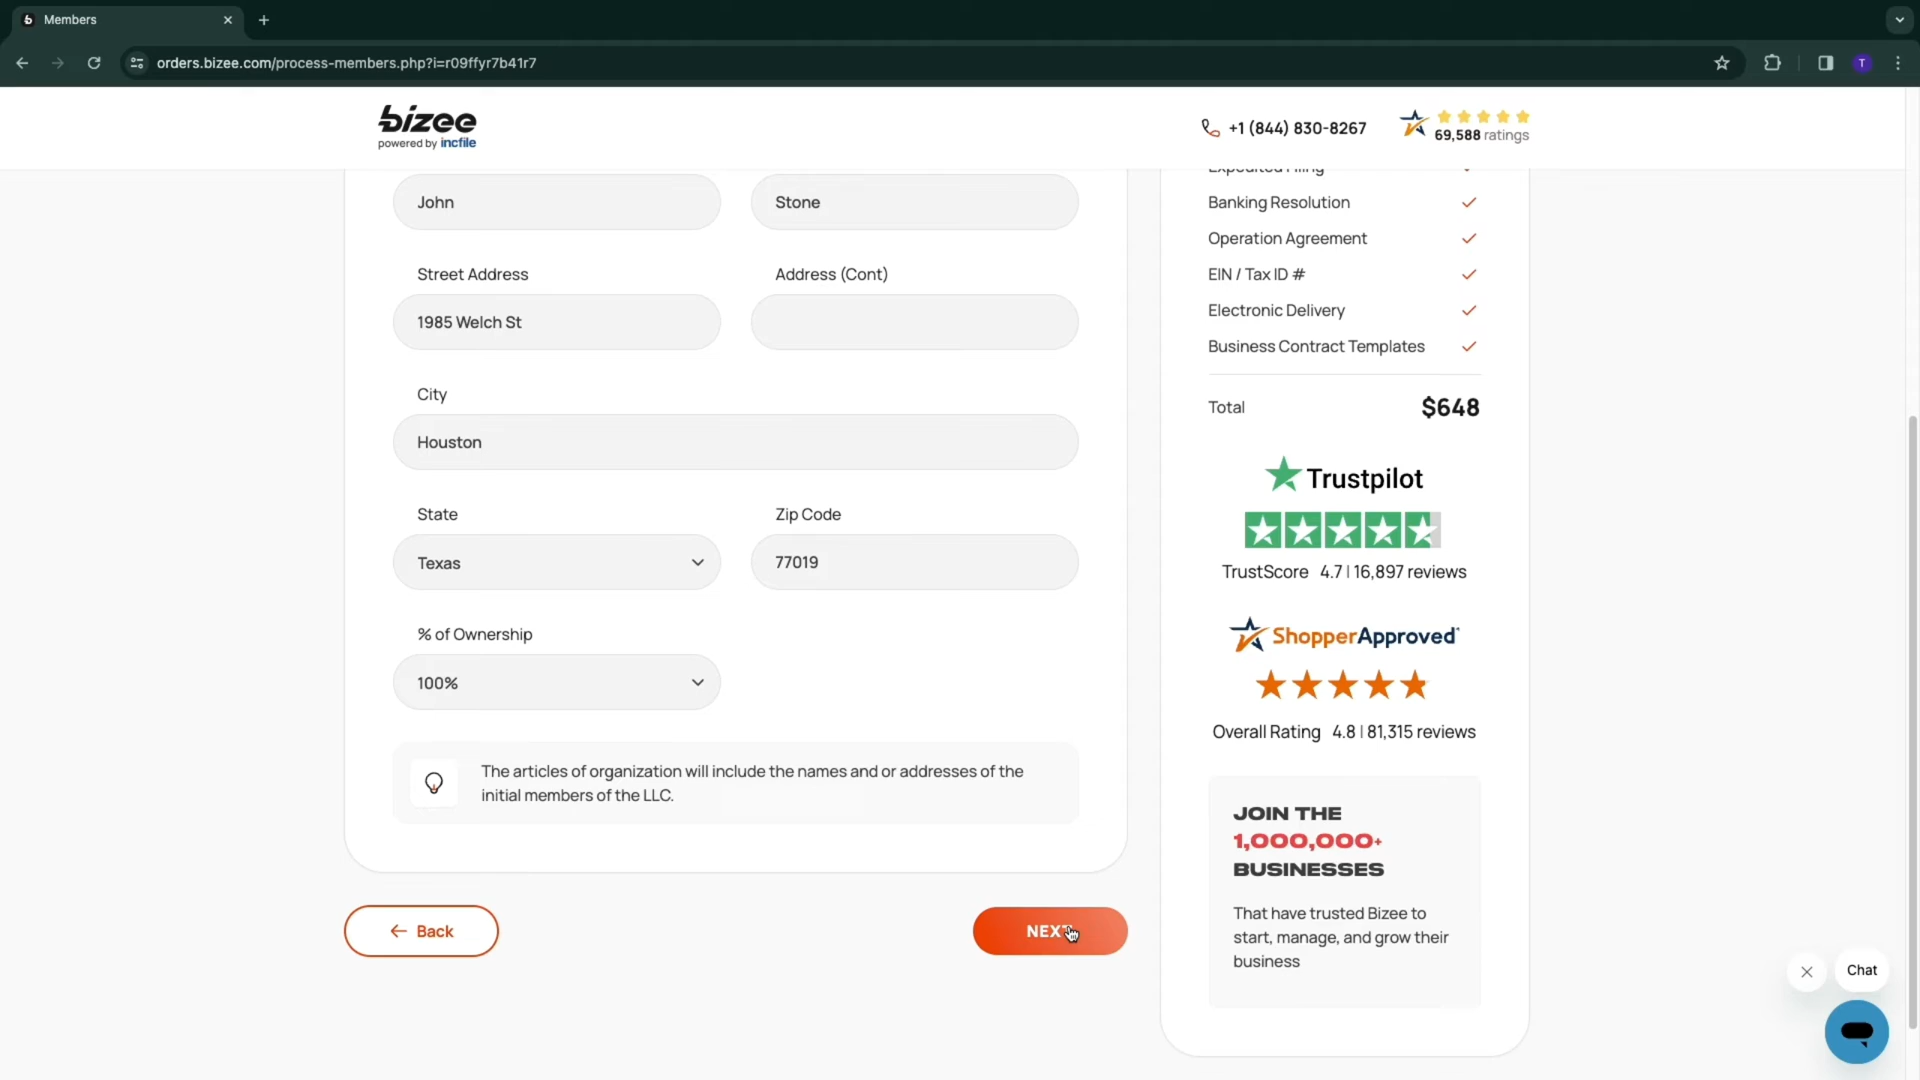 Members
orders.bizee.com/process-members.php?i=r09ffyr7b41r7
T
bizee
powered by incfile
+1 (844) 830-8267
69,588 ratings
John
Stone
Street Address
Address (Cont)
1985 Welch St
City
Houston
State
Zip Code
Texas
77019
% of Ownership
100%
The articles of organization will include the names and or addresses of the
initial members of the LLC.
Back
NEXT
Expedited Filing
Banking Resolution
Operation Agreement
EIN / Tax ID #
Electronic Delivery
Business Contract Templates
Total
$648
Trustpilot
TrustScore 4.7 | 16,897 reviews
ShopperApproved
Overall Rating 4.8 | 81,315 reviews
JOIN THE
1,000,000+
BUSINESSES
That have trusted Bizee to
start, manage, and grow their
business
Chat